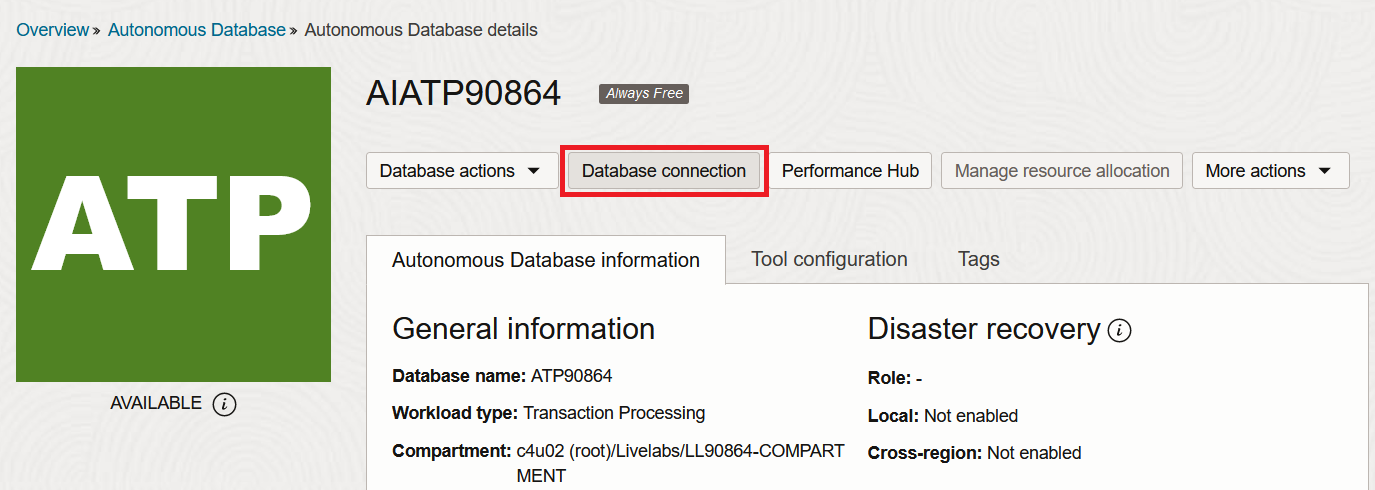 Overview » Autonomous Database » Autonomous Database details
ATP
AVAILABLE i
AIATP90864 Always Free
Database actions Database connection Performance Hub Manage resource allocation More actions
Autonomous Database information Tool configuration Tags
General information
Database name: ATP90864
Workload type: Transaction Processing
Compartment: c4u02 (root)/Livelabs/LL90864-COMPART
MENT
Disaster recovery i
Role: -
Local: Not enabled
Cross-region: Not enabled